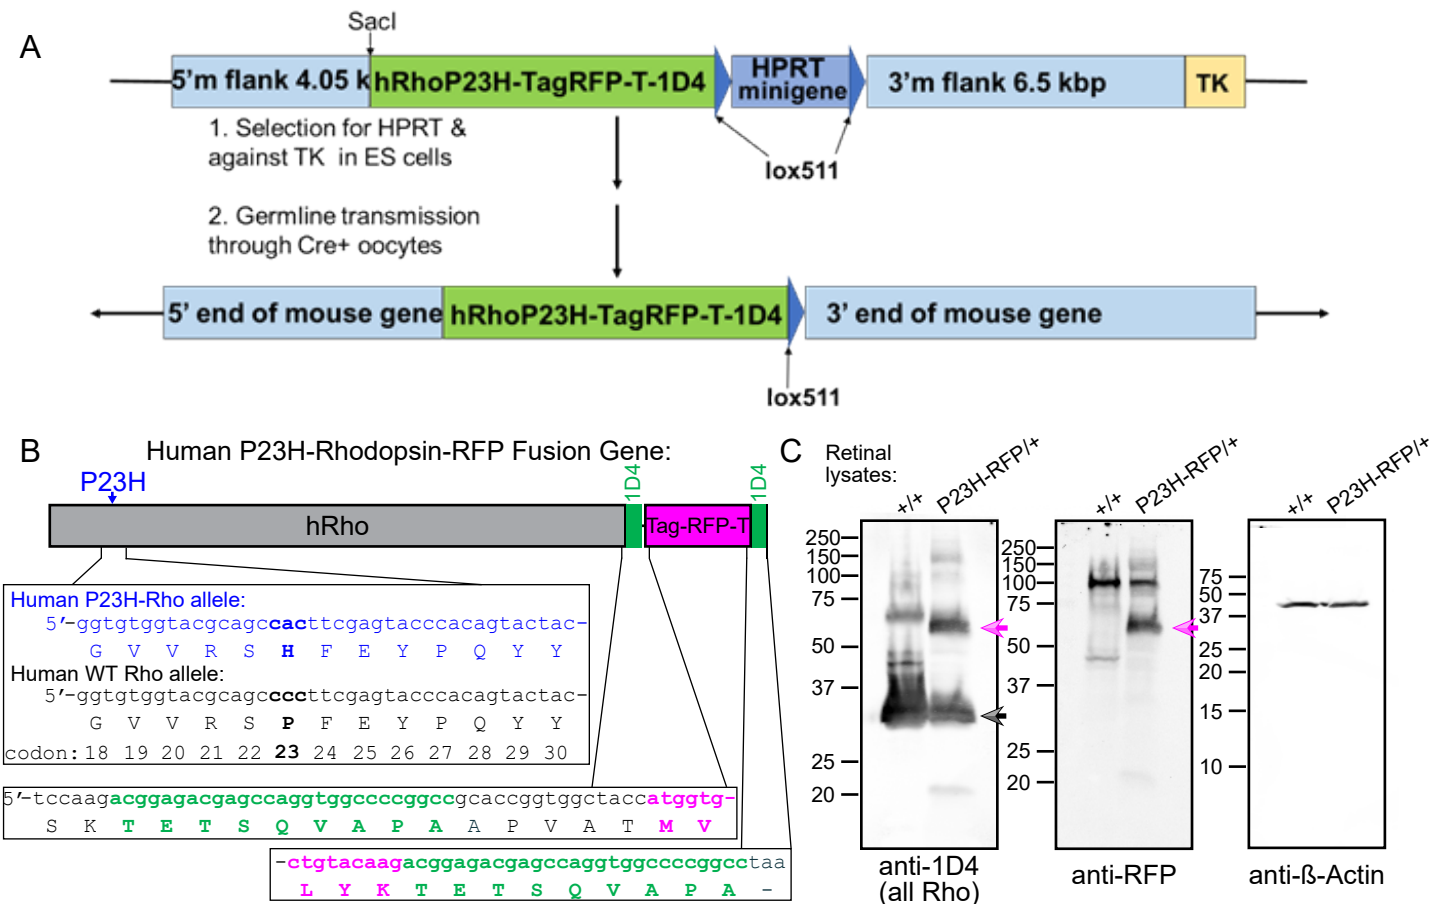 A
SacI
5'm flank 4.05 k
hRhoP23H-TagRFP-T-1D4
HPRT
minigene
3'm flank 6.5 kbp
TK
1. Selection for HPRT &
against TK in ES cells
lox511
2. Germline transmission
through Cre+ oocytes
5' end of mouse gene
hRhoP23H-TagRFP-T-1D4
3' end of mouse gene
lox511
B
Human P23H-Rhodopsin-RFP Fusion Gene:
P23H
1D4
1D4
hRho
Tag-RFP-T
Human P23H-Rho allele:
5'-ggtgtggtacgcagccacttcgagtacccacagtactac-
G V V R S H F E Y P Q Y Y
Human WT Rho allele:
5'-ggtgtggtacgcagccccttcgagtacccacagtactac-
G V V R S P F E Y P Q Y Y
codon: 18 19 20 21 22 23 24 25 26 27 28 29 30
5'-tccaagacggagacgagccaggtggccccggccgcaccggtggctaccatggtg-
S K T E T S Q V A P A A P V A T M V
-ctgtacaagacggagacgagccaggtggccccggcctaa
L Y K T E T S Q V A P A -
C
Retinal
lysates:
+/+
P23H-RFP/+
+/+
P23H-RFP/+
+/+
P23H-RFP/+
250
150
100
75
50
37
25
20
anti-1D4
(all Rho)
250
150
100
75
50
37
25
20
anti-RFP
75
50
37
25
20
15
10
anti-ß-Actin